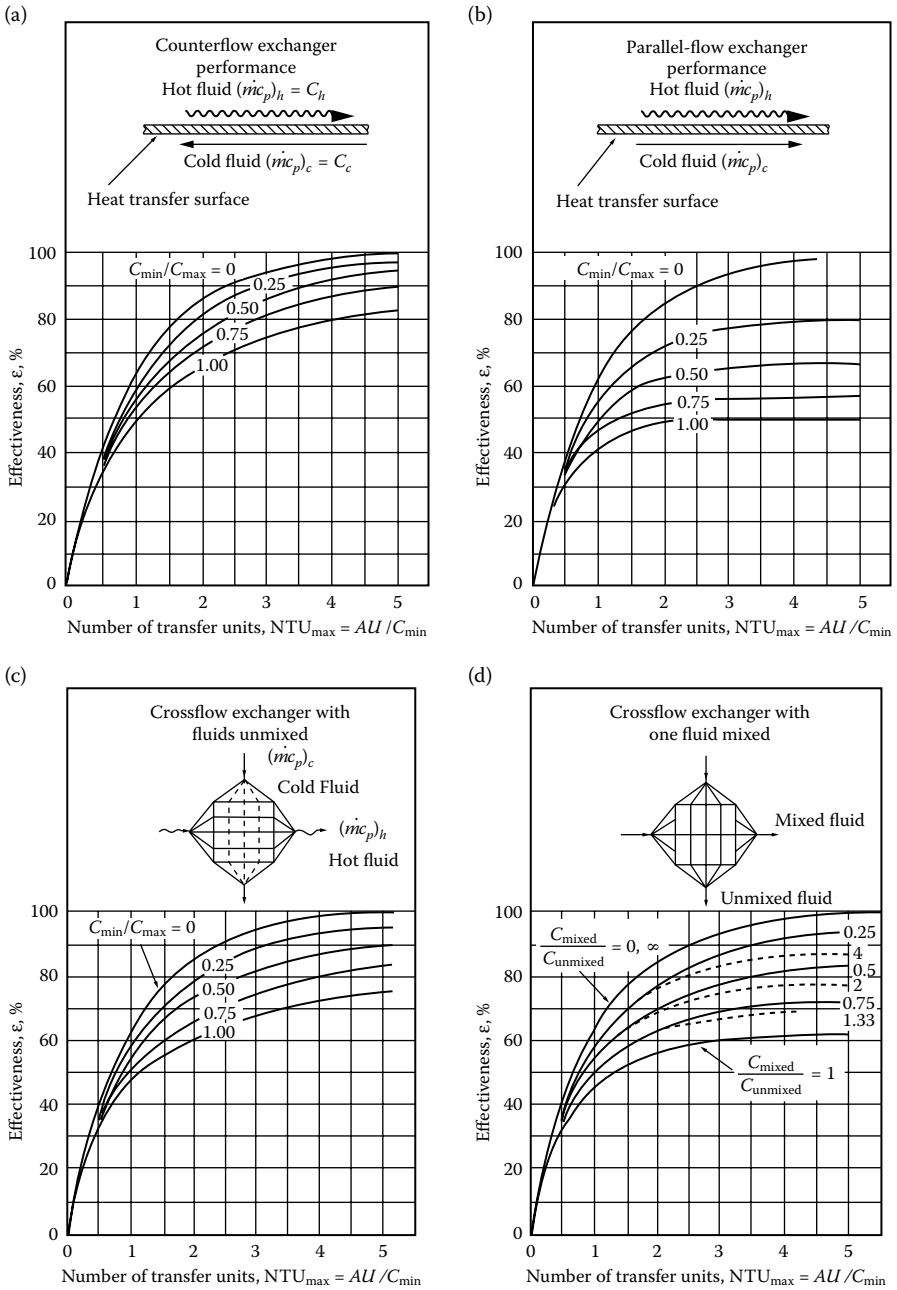 (a)
Counterflow exchanger
performance
Hot fluid (ṁc_p)_h = C_h
Cold fluid (ṁc_p)_c = C_c
Heat transfer surface
C_min/C_max = 0
0.25
0.50
0.75
1.00
100
80
60
40
20
0
Effectiveness, ε, %
0 1 2 3 4 5
Number of transfer units, NTU_max = AU /C_min
(b)
Parallel-flow exchanger
performance
Hot fluid (ṁc_p)_h
Cold fluid (ṁc_p)_c
Heat transfer surface
C_min/C_max = 0
0.25
0.50
0.75
1.00
100
80
60
40
20
0
Effectiveness, ε, %
0 1 2 3 4 5
Number of transfer units, NTU_max = AU /C_min
(c)
Crossflow exchanger with
fluids unmixed
(ṁc_p)_c
Cold Fluid
(ṁc_p)_h
Hot fluid
C_min/C_max = 0
0.25
0.50
0.75
1.00
100
80
60
40
20
0
Effectiveness, ε, %
0 1 2 3 4 5
Number of transfer units, NTU_max = AU /C_min
(d)
Crossflow exchanger with
one fluid mixed
Mixed fluid
Unmixed fluid
C_mixed
C_unmixed = 0, ∞
0.25
4
0.5
2
0.75
1.33
C_mixed
C_unmixed = 1
100
80
60
40
20
0
Effectiveness, ε, %
0 1 2 3 4 5
Number of transfer units, NTU_max = AU /C_min